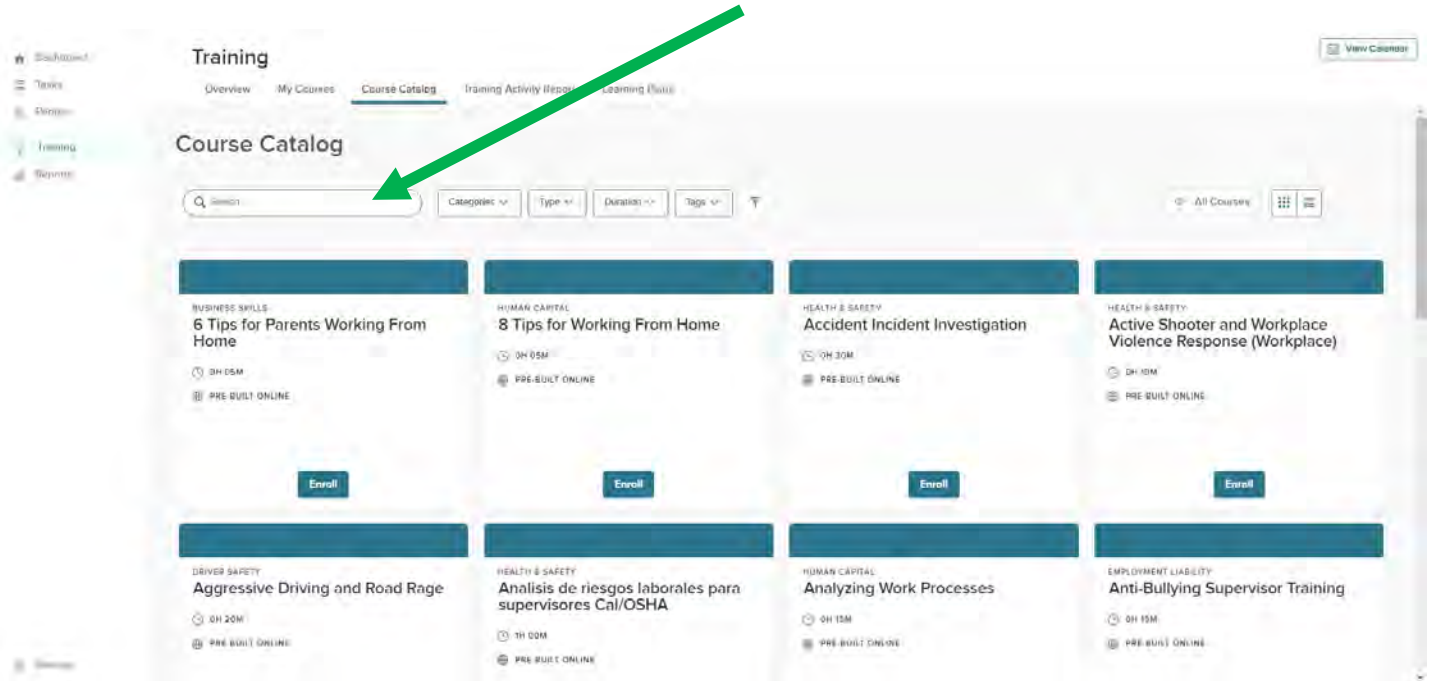 View Calendar
Dashboard
Training
Tasks
Overview My Courses Course Catalog Training Activity Report Learning Plans
People
Training
Course Catalog
Reports
Search
Categories Type Duration Tags
All Courses
BUSINESS SKILLS
6 Tips for Parents Working From
Home
0H 05M
PRE-BUILT ONLINE
Enroll
HUMAN CAPITAL
8 Tips for Working From Home
0H 05M
PRE-BUILT ONLINE
Enroll
HEALTH & SAFETY
Accident Incident Investigation
0H 30M
PRE-BUILT ONLINE
Enroll
HEALTH & SAFETY
Active Shooter and Workplace
Violence Response (Workplace)
0H 10M
PRE-BUILT ONLINE
Enroll
DRIVER SAFETY
Aggressive Driving and Road Rage
0H 20M
PRE-BUILT ONLINE
HEALTH & SAFETY
Analisis de riesgos laborales para
supervisores Cal/OSHA
1H 00M
PRE-BUILT ONLINE
HUMAN CAPITAL
Analyzing Work Processes
0H 15M
PRE-BUILT ONLINE
EMPLOYMENT LIABILITY
Anti-Bullying Supervisor Training
0H 15M
PRE-BUILT ONLINE